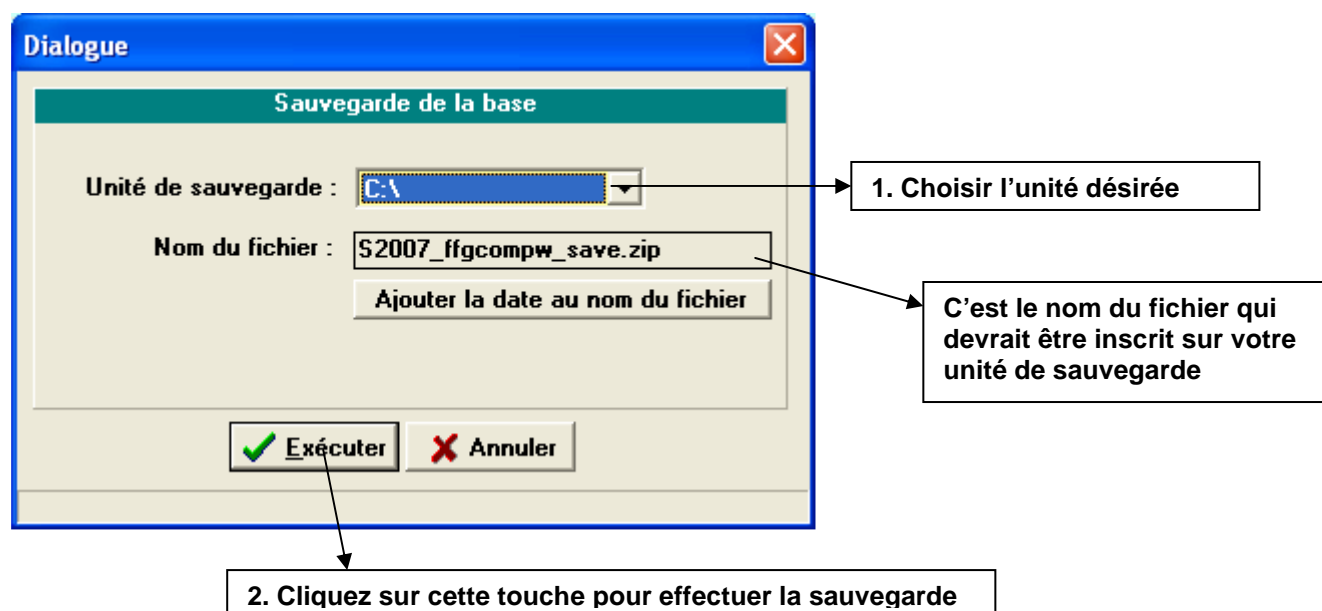 Dialogue
Sauvegarde de la base
Unité de sauvegarde : C:\
1. Choisir l’unité désirée
Nom du fichier : S2007_ffgcompw_save.zip
Ajouter la date au nom du fichier
C’est le nom du fichier qui
devrait être inscrit sur votre
unité de sauvegarde
Exécuter
Annuler
2. Cliquez sur cette touche pour effectuer la sauvegarde